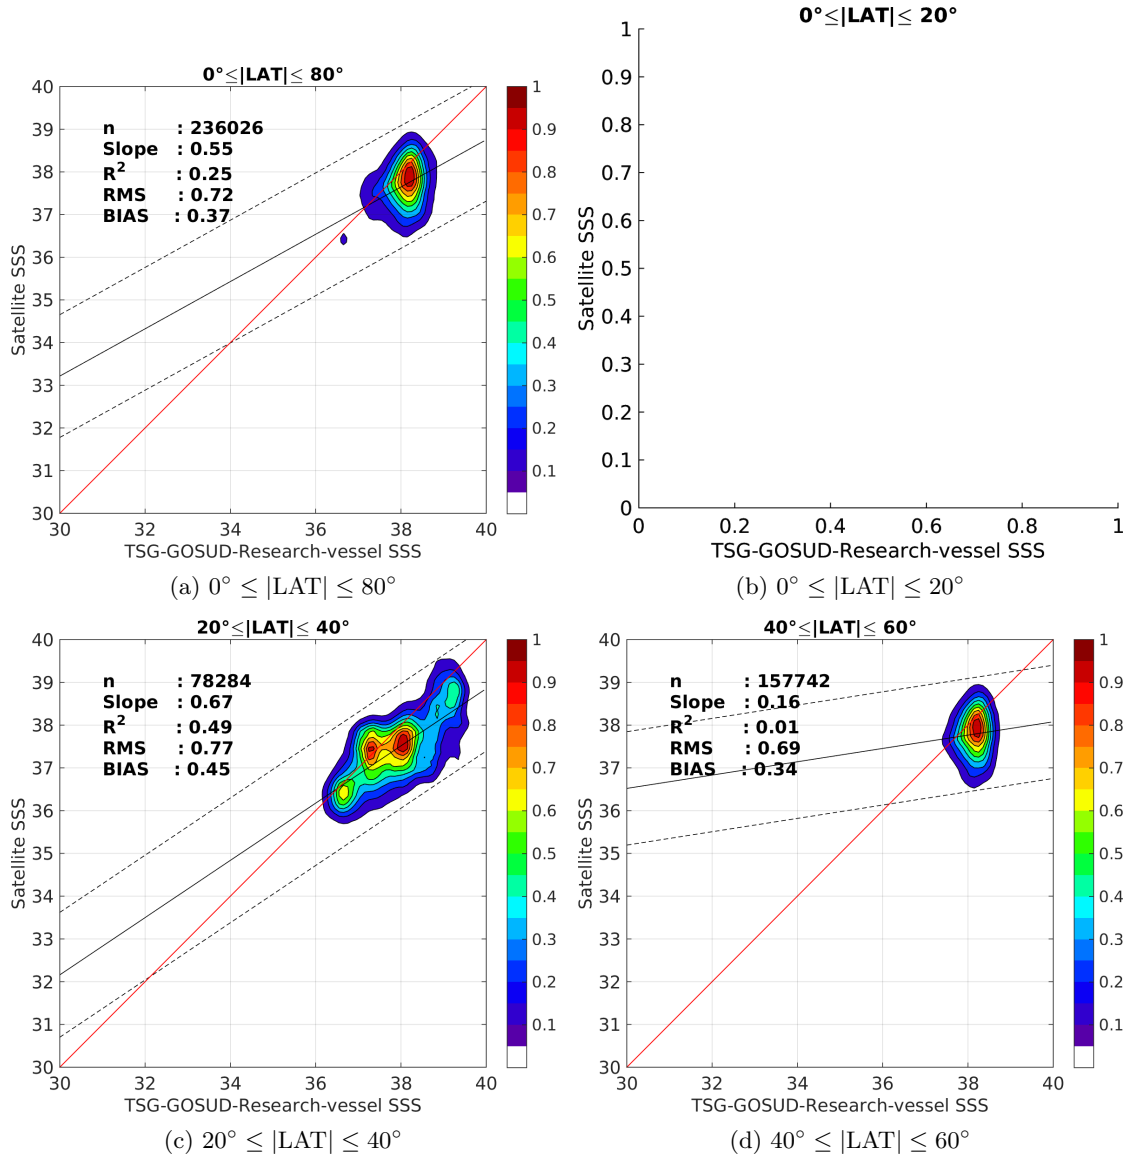 0°≤|LAT|≤ 80°
n : 236026
Slope : 0.55
R² : 0.25
RMS : 0.72
BIAS : 0.37
40
39
38
37
36
35
34
33
32
31
30
Satellite SSS
30 32 34 36 38 40
TSG-GOSUD-Research-vessel SSS
1
0.9
0.8
0.7
0.6
0.5
0.4
0.3
0.2
0.1
(a) 0° ≤ |LAT| ≤ 80°
0°≤|LAT|≤ 20°
1
0.9
0.8
0.7
0.6
0.5
0.4
0.3
0.2
0.1
0
Satellite SSS
0 0.2 0.4 0.6 0.8 1
TSG-GOSUD-Research-vessel SSS
(b) 0° ≤ |LAT| ≤ 20°
20°≤|LAT|≤ 40°
n : 78284
Slope : 0.67
R² : 0.49
RMS : 0.77
BIAS : 0.45
40
39
38
37
36
35
34
33
32
31
30
Satellite SSS
30 32 34 36 38 40
TSG-GOSUD-Research-vessel SSS
1
0.9
0.8
0.7
0.6
0.5
0.4
0.3
0.2
0.1
(c) 20° ≤ |LAT| ≤ 40°
40°≤|LAT|≤ 60°
n : 157742
Slope : 0.16
R² : 0.01
RMS : 0.69
BIAS : 0.34
40
39
38
37
36
35
34
33
32
31
30
Satellite SSS
30 32 34 36 38 40
TSG-GOSUD-Research-vessel SSS
1
0.9
0.8
0.7
0.6
0.5
0.4
0.3
0.2
0.1
(d) 40° ≤ |LAT| ≤ 60°